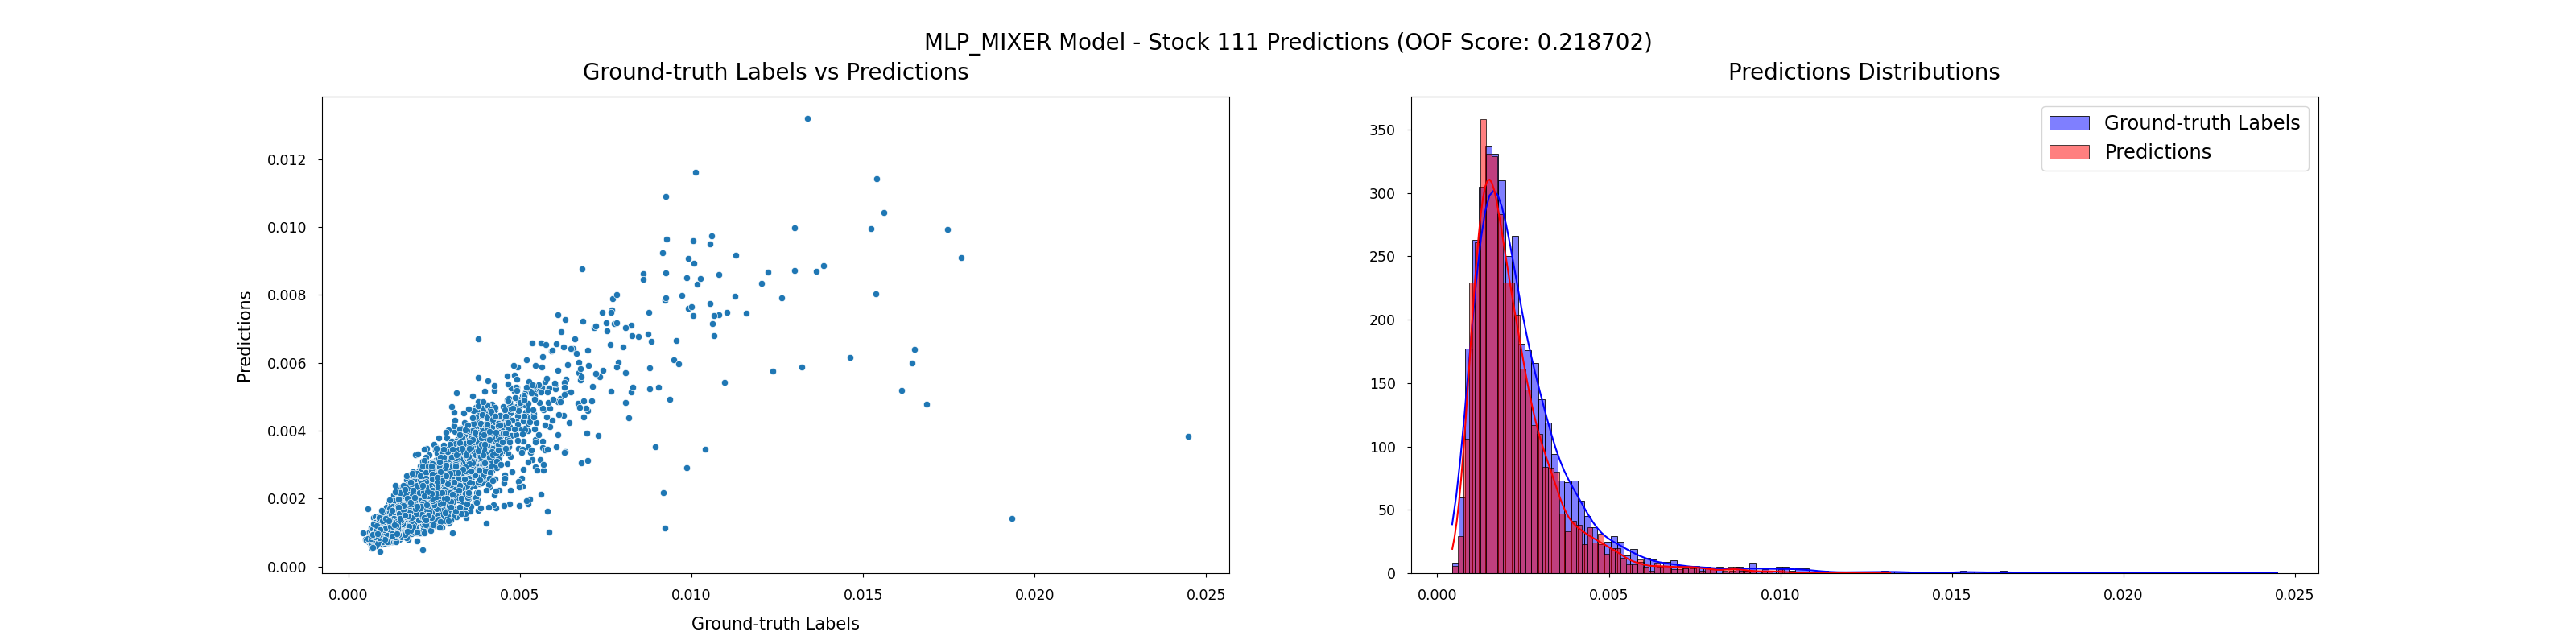 MLP_MIXER Model - Stock 111 Predictions (OOF Score: 0.218702)
Ground-truth Labels vs Predictions
Predictions
0.012
0.010
0.008
0.006
0.004
0.002
0.000
0.000 0.005 0.010 0.015 0.020 0.025
Ground-truth Labels
Predictions Distributions
Ground-truth Labels
Predictions
350
300
250
200
150
100
50
0
0.000 0.005 0.010 0.015 0.020 0.025